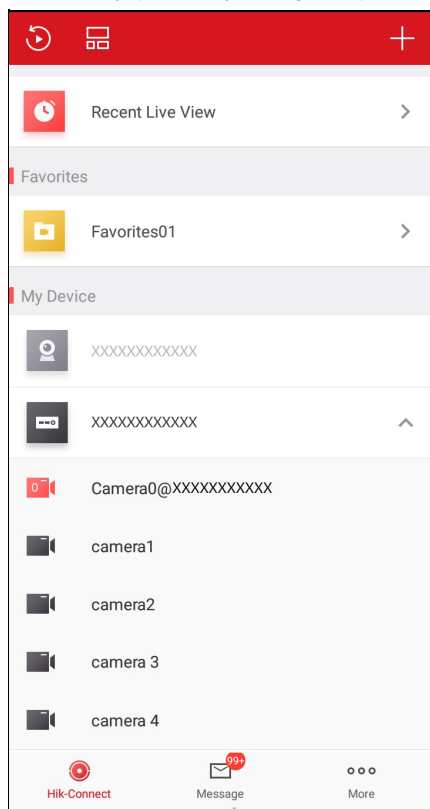 Recent Live View
Favorites
Favorites01
My Device
XXXXXXXXXXXX
XXXXXXXXXXXX
0
Camera0@XXXXXXXXXXX
camera1
camera2
camera 3
camera 4
99+
Hik-Connect
Message
More